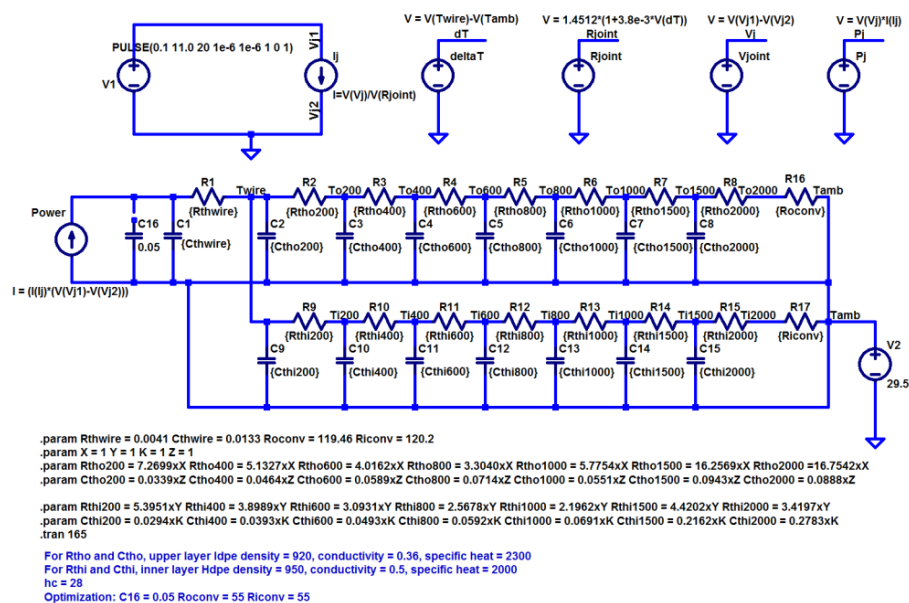 V = V(Twire)-V(Tamb)
V = 1.4512*(1+3.8e-3*V(dT))
V = V(Vj1)-V(Vj2)
V = V(Vj)*I(Ij)
dT
Rjoint
Vj
Pj
PULSE(0.1 11.0 20 1e-6 1e-6 1 0 1)
Vj1
Ij
deltaT
Rjoint
Vjoint
Pj
V1
I=V(Vj)/V(Rjoint)
Vj2
R1
Twire
R2
To200
R3
To400
R4
To600
R5
To800
R6
To1000
R7
To1500
R8
To2000
R16
Tamb
Power
{Rthwire}
{Rtho200}
{Rtho400}
{Rtho600}
{Rtho800}
{Rtho1000}
{Rtho1500}
{Rtho2000}
{Roconv}
C16
C1
C2
C3
C4
C5
C6
C7
C8
0.05
{Cthwire}
{Ctho200}
{Ctho400}
{Ctho600}
{Ctho800}
{Ctho1000}
{Ctho1500}
{Ctho2000}
I = (I(Ij)*(V(Vj1)-V(Vj2)))
R9
Ti200
R10
Ti400
R11
Ti600
R12
Ti800
R13
Ti1000
R14
Ti1500
R15
Ti2000
R17
Tamb
{Rthi200}
{Rthi400}
{Rthi600}
{Rthi800}
{Rthi1000}
{Rthi1500}
{Rthi2000}
{Riconv}
C9
C10
C11
C12
C13
C14
C15
V2
{Cthi200}
{Cthi400}
{Cthi600}
{Cthi800}
{Cthi1000}
{Cthi1500}
{Cthi2000}
29.5
.param Rthwire = 0.0041 Cthwire = 0.0133 Roconv = 119.46 Riconv = 120.2
.param X = 1 Y = 1 K = 1 Z = 1
.param Rtho200 = 7.2699xX Rtho400 = 5.1327xX Rtho600 = 4.0162xX Rtho800 = 3.3040xX Rtho1000 = 5.7754xX Rtho1500 = 16.2569xX Rtho2000 =16.7542xX
.param Ctho200 = 0.0339xZ Ctho400 = 0.0464xZ Ctho600 = 0.0589xZ Ctho800 = 0.0714xZ Ctho1000 = 0.0551xZ Ctho1500 = 0.0943xZ Ctho2000 = 0.0888xZ
.param Rthi200 = 5.3951xY Rthi400 = 3.8989xY Rthi600 = 3.0931xY Rthi800 = 2.5678xY Rthi1000 = 2.1962xY Rthi1500 = 4.4202xY Rthi2000 = 3.4197xY
.param Cthi200 = 0.0294xK Cthi400 = 0.0393xK Cthi600 = 0.0493xK Cthi800 = 0.0592xK Cthi1000 = 0.0691xK Cthi1500 = 0.2162xK Cthi2000 = 0.2783xK
.tran 165
For Rtho and Ctho, upper layer ldpe density = 920, conductivity = 0.36, specific heat = 2300
For Rthi and Cthi, inner layer Hdpe density = 950, conductivity = 0.5, specific heat = 2000
hc = 28
Optimization: C16 = 0.05 Roconv = 55 Riconv = 55